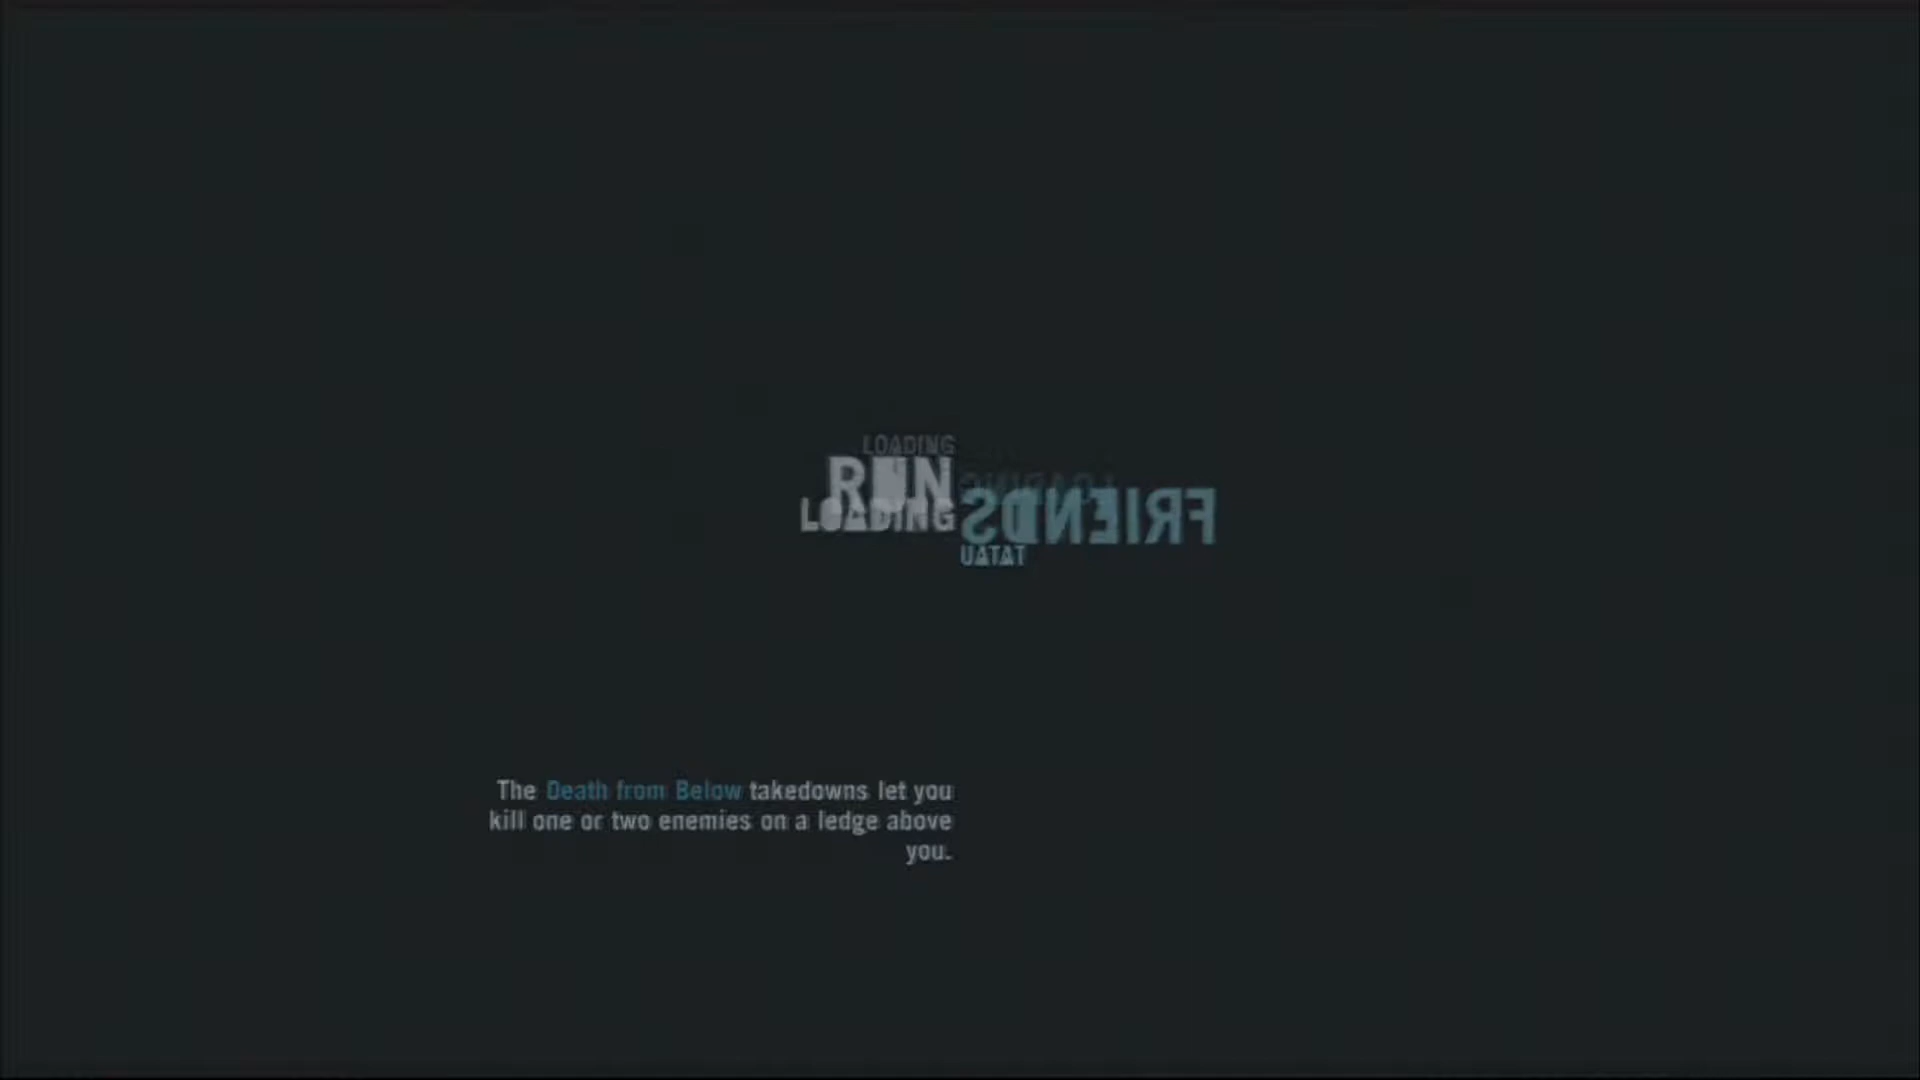 LOADING
RUN
LOADING
LOADING
FRIENDS
UATAT
The Death from Below takedowns let you
kill one or two enemies on a ledge above
you.